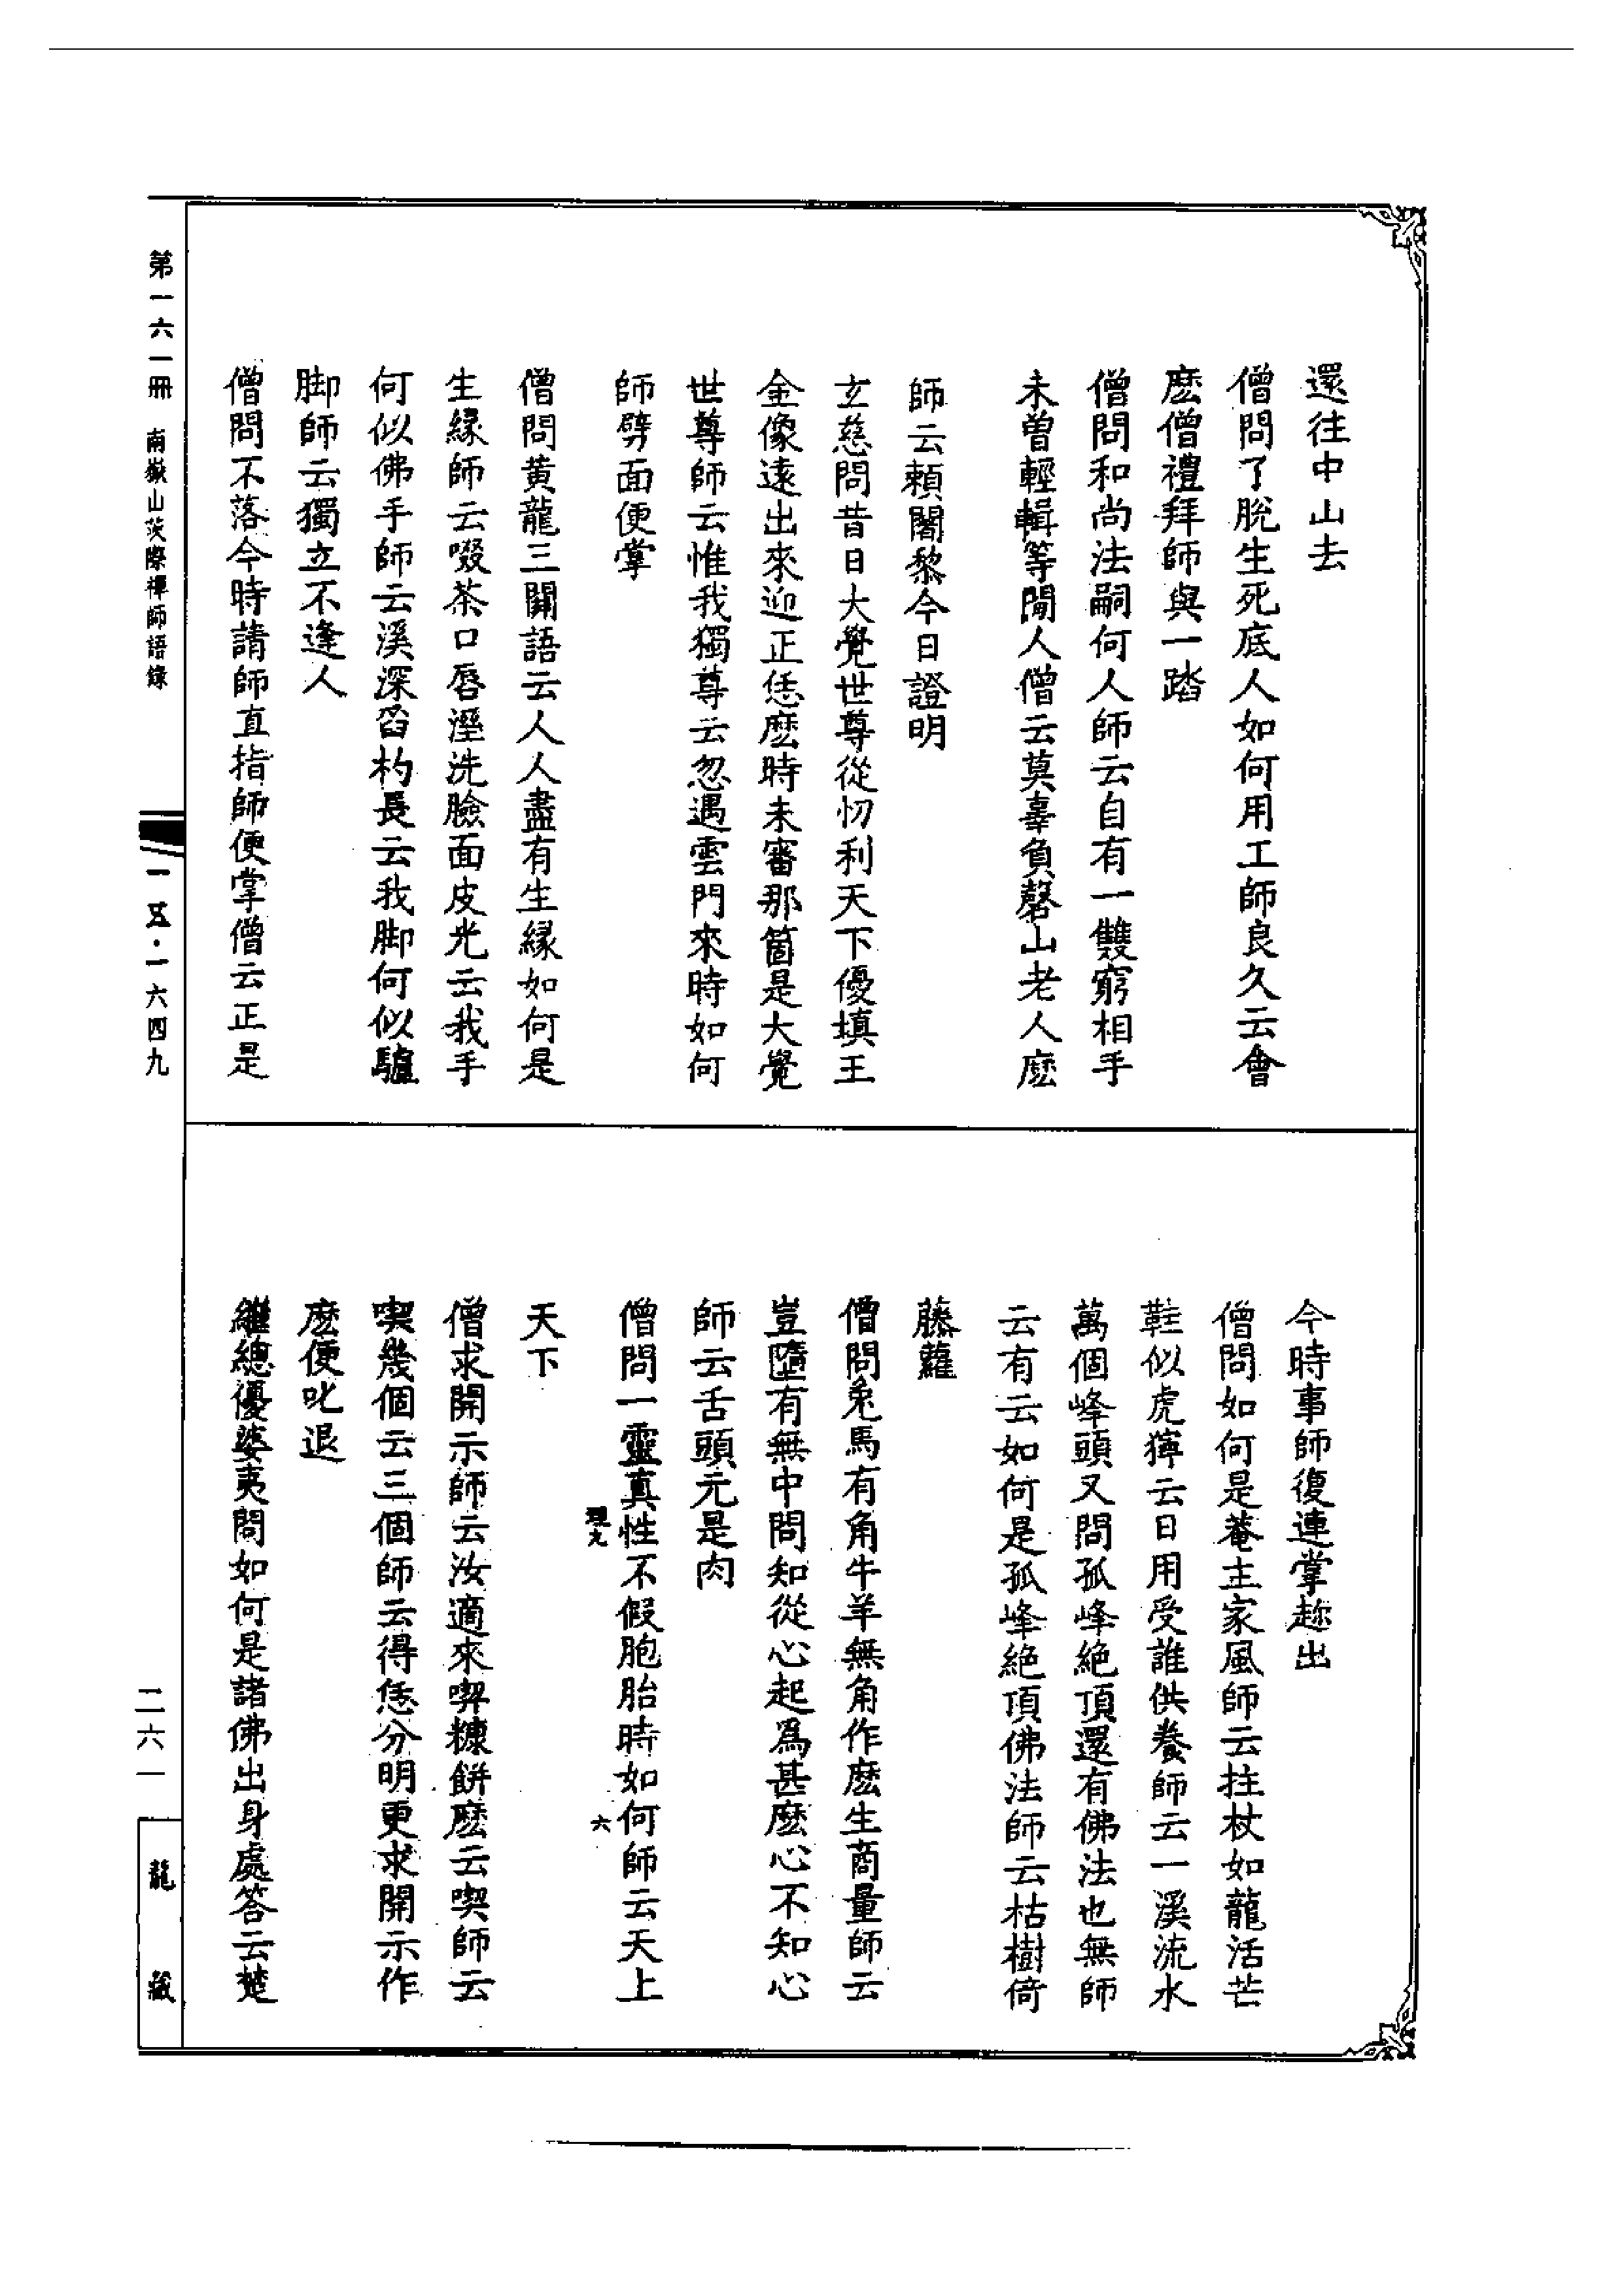 還往中山去
僧問了脫生死底人如何用工師良久云會
麽僧禮拜師與一踏
僧問和尚法嗣何人師云自有一雙窮相手
未曾輕輯等閒人僧云莫辜負磬山老人麽
師云賴闍黎今日證明
玄慈問昔日大覺世尊從忉利天下優填王
金像遠出來迎正恁麽時未審那箇是大覺
世尊師云惟我獨尊云忽遇雲門來時如何
師劈面便掌
僧問黃龍三關語云人人盡有生緣如何是
生緣師云啜茶口唇溼洗臉面皮光云我手
何似佛手師云溪深舀杓長云我脚何似驢
脚師云獨立不逢人
僧問不落今時請師直指師便掌僧云正是
今時事師復連掌趂出
僧問如何是菴主家風師云拄杖如龍活芒
鞋似虎獰云日用受誰供養師云一溪流水
萬個峰頭又問孤峰絕頂還有佛法也無師
云有云如何是孤峰絕頂佛法師云枯樹倚
藤蘿
僧問兎馬有角牛羊無角作麽生商量師云
豈墮有無中問知從心起爲甚麽心不知心
師云舌頭元是肉
僧問一靈真性不假胞胎時如何師云天上
理九
六
天下
僧求開示師云汝適來喫糠餅麽云喫師云
喫幾個云三個師云得恁分明更求開示作
麽便叱退
繼總優婆夷問如何是諸佛出身處答云楚
第一六一冊　南嶽山茨際禪師語錄
一五·一六四九
二六一
龍藏